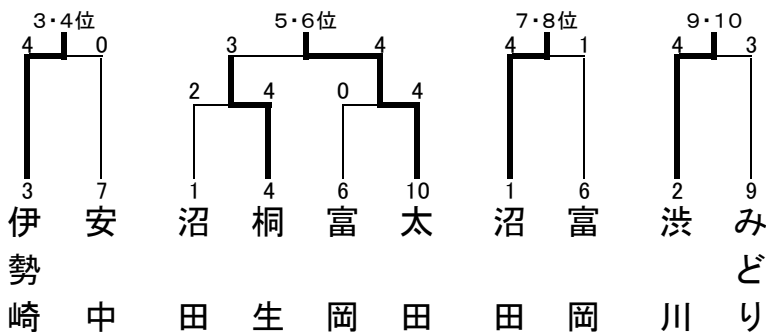 3・4位 5・6位 7・8位 9・10
4 0 3 4 4 1 4 3
2 4 0 4
3 7 1 4 6 10 1 6 2 9
伊勢崎 安中 沼田 桐生 富岡 太田 沼田 富岡 渋川 みどり